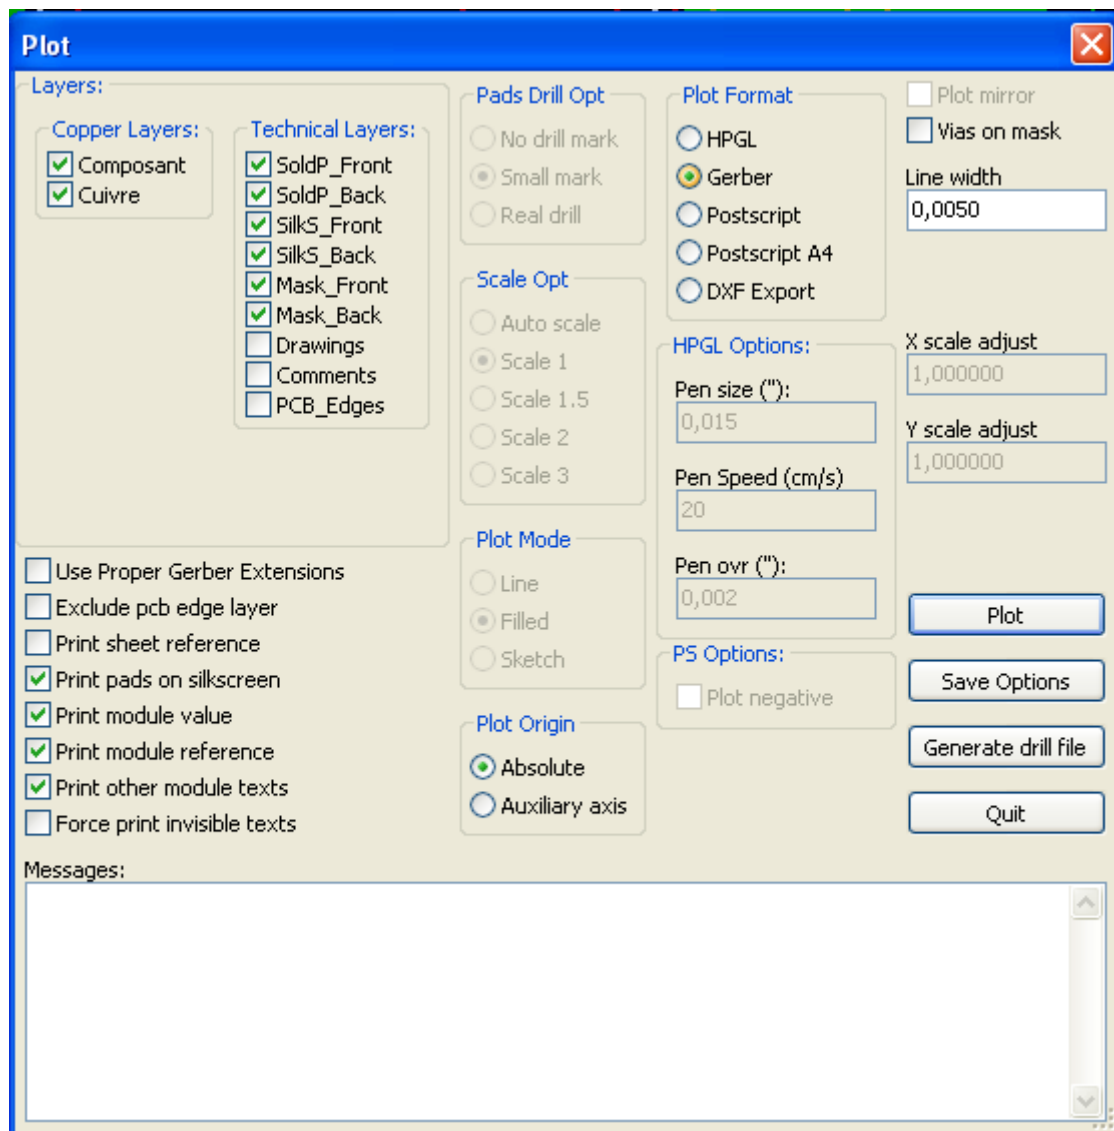 Plot
Layers:
Copper Layers:
Composant
Cuivre
Technical Layers:
SoldP_Front
SoldP_Back
SilkS_Front
SilkS_Back
Mask_Front
Mask_Back
Drawings
Comments
PCB_Edges
Use Proper Gerber Extensions
Exclude pcb edge layer
Print sheet reference
Print pads on silkscreen
Print module value
Print module reference
Print other module texts
Force print invisible texts
Pads Drill Opt
No drill mark
Small mark
Real drill
Scale Opt
Auto scale
Scale 1
Scale 1.5
Scale 2
Scale 3
Plot Mode
Line
Filled
Sketch
Plot Origin
Absolute
Auxiliary axis
Plot Format
HPGL
Gerber
Postscript
Postscript A4
DXF Export
HPGL Options:
Pen size ("):
0,015
Pen Speed (cm/s)
20
Pen ovr ("):
0,002
PS Options:
Plot negative
Plot mirror
Vias on mask
Line width
0,0050
X scale adjust
1,000000
Y scale adjust
1,000000
Plot
Save Options
Generate drill file
Quit
Messages: